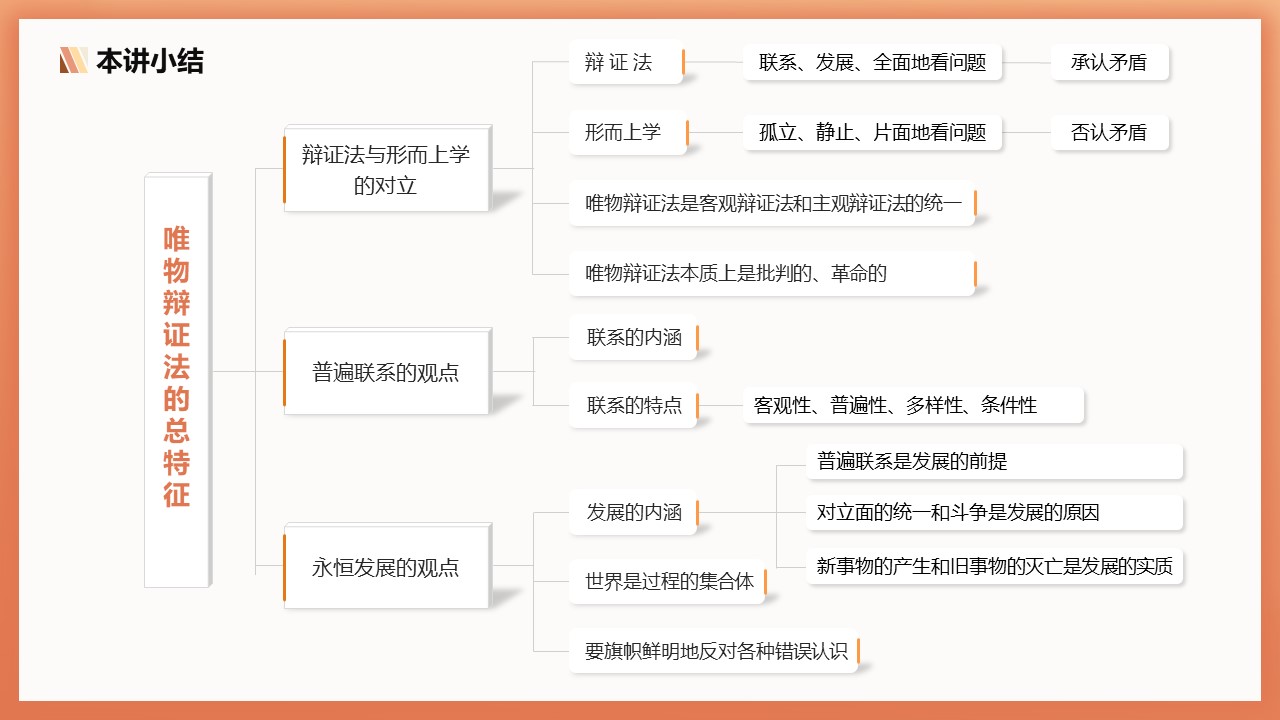 本讲小结
唯物辩证法的总特征
辩证法与形而上学
的对立
辩 证 法
联系、发展、全面地看问题
承认矛盾
形而上学
孤立、静止、片面地看问题
否认矛盾
唯物辩证法是客观辩证法和主观辩证法的统一
唯物辩证法本质上是批判的、革命的
普遍联系的观点
联系的内涵
联系的特点
客观性、普遍性、多样性、条件性
永恒发展的观点
发展的内涵
普遍联系是发展的前提
对立面的统一和斗争是发展的原因
新事物的产生和旧事物的灭亡是发展的实质
世界是过程的集合体
要旗帜鲜明地反对各种错误认识